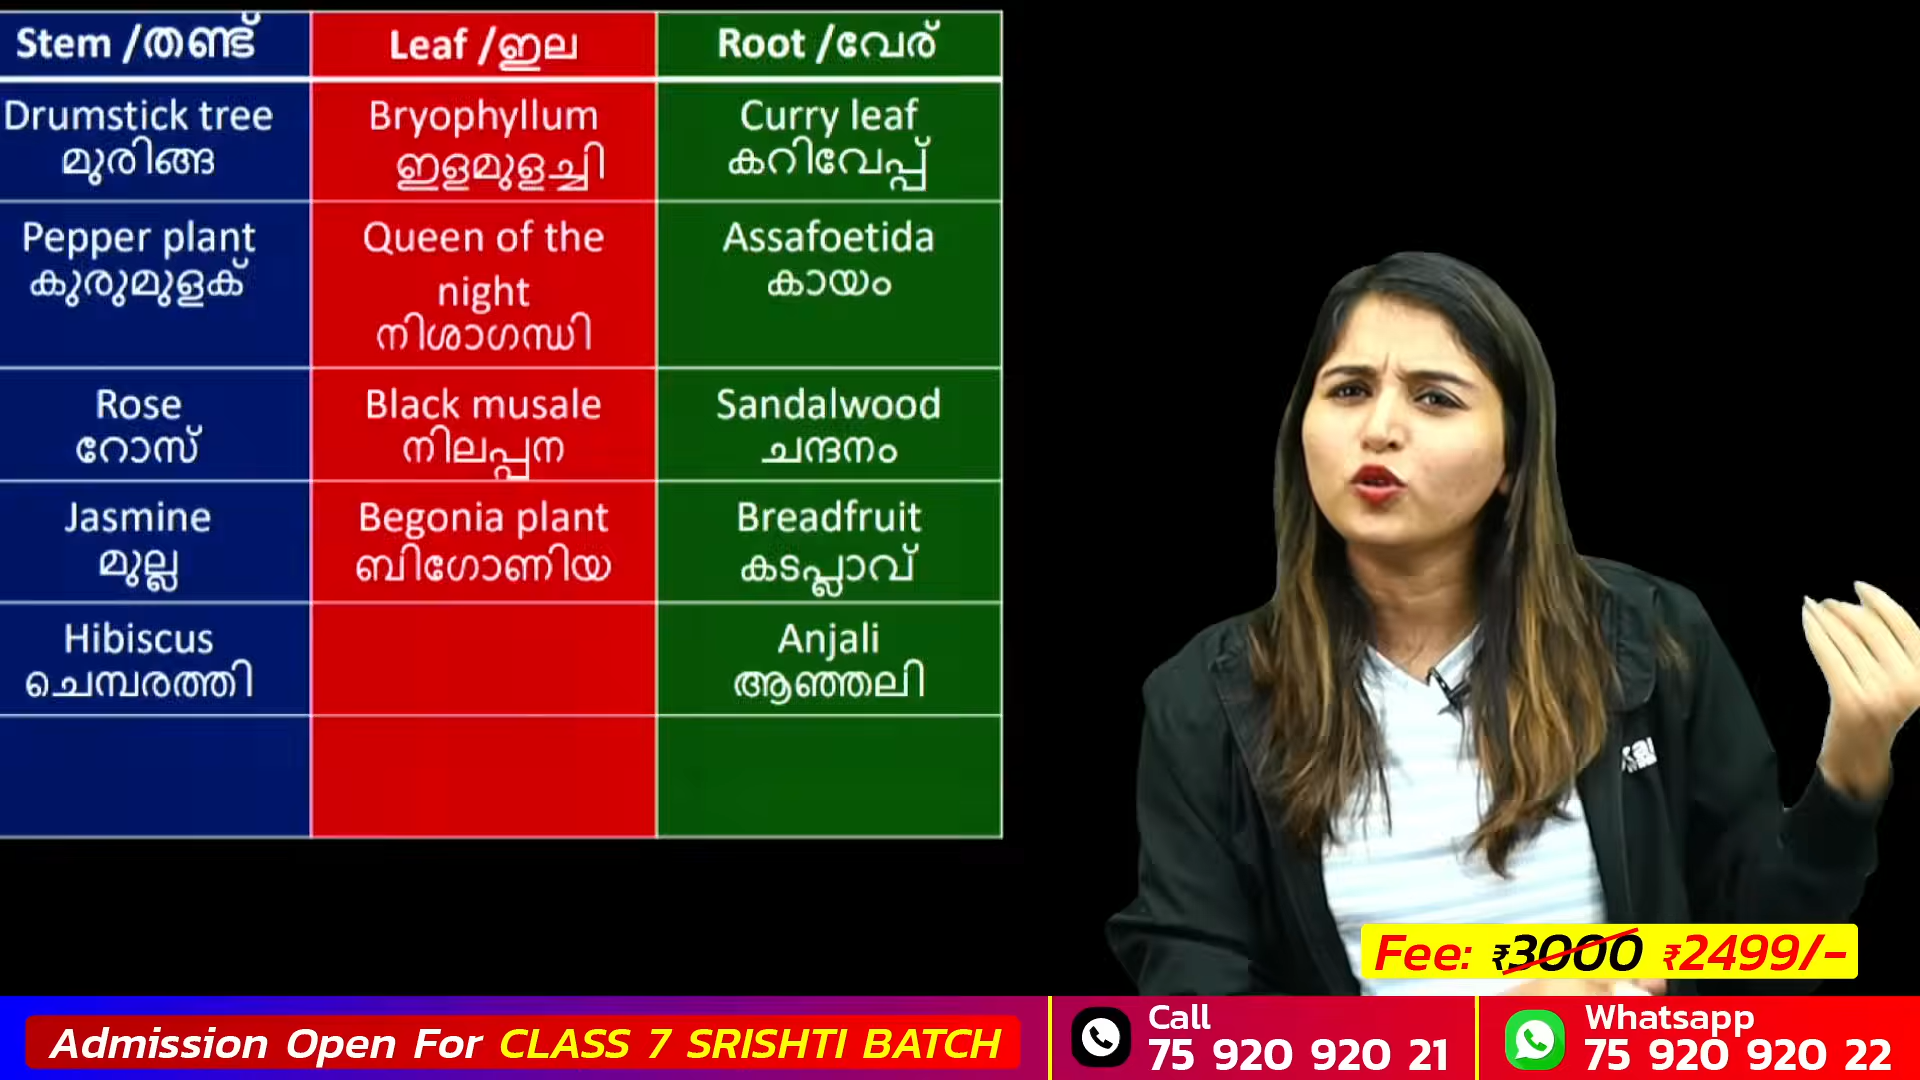 Stem /തണ്ട്
Leaf /ഇല
Root /വേര്
Drumstick tree
മുരിങ്ങ
Bryophyllum
ഇളമുളച്ചി
Curry leaf
കറിവേപ്പ്
Pepper plant
കുരുമുളക്
Queen of the
night
നിശാഗന്ധി
Assafoetida
കായം
Rose
റോസ്
Black musale
നിലപ്പന
Sandalwood
ചന്ദനം
Jasmine
മുല്ല
Begonia plant
ബിഗോണിയ
Breadfruit
കടപ്ലാവ്
Hibiscus
ചെമ്പരത്തി
Anjali
ആഞ്ഞലി
Fee: ₹3000 ₹2499/-
Admission Open For CLASS 7 SRISHTI BATCH
Call
75 920 920 21
Whatsapp
75 920 920 22